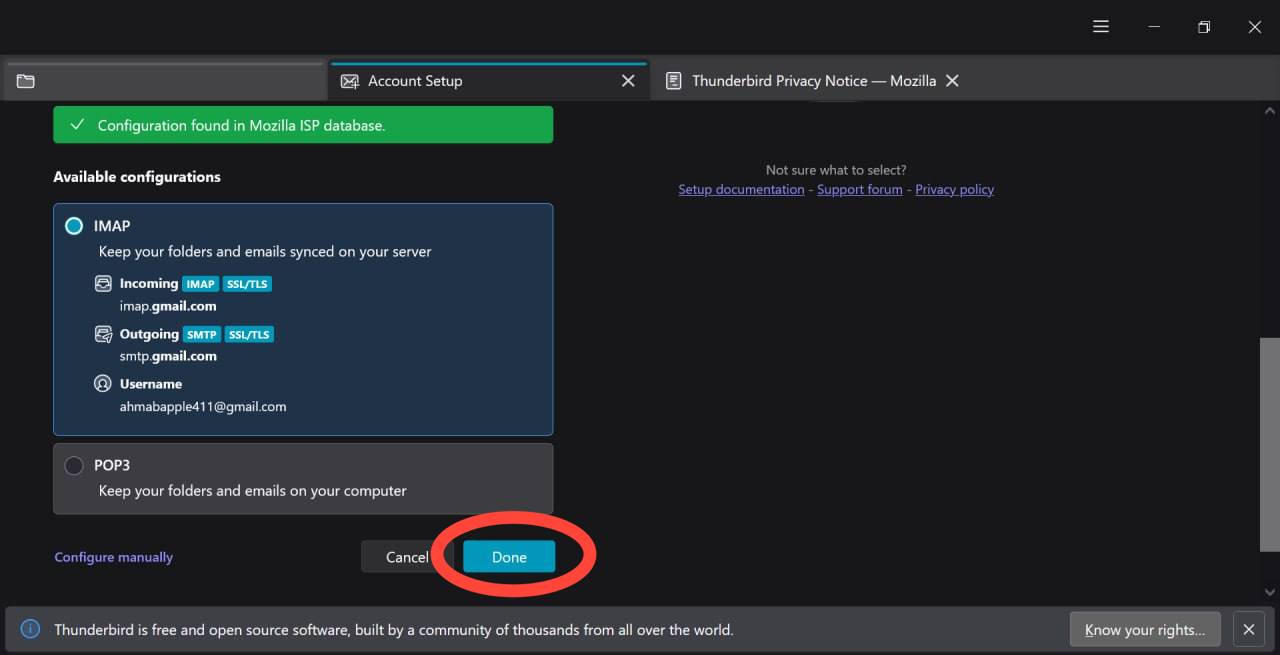 Account Setup
Thunderbird Privacy Notice — Mozilla
Configuration found in Mozilla ISP database.
Available configurations
Not sure what to select?
Setup documentation - Support forum - Privacy policy
IMAP
Keep your folders and emails synced on your server
Incoming IMAP SSL/TLS
imap.gmail.com
Outgoing SMTP SSL/TLS
smtp.gmail.com
Username
ahmabapple411@gmail.com
POP3
Keep your folders and emails on your computer
Configure manually
Cancel
Done
Thunderbird is free and open source software, built by a community of thousands from all over the world.
Know your rights...